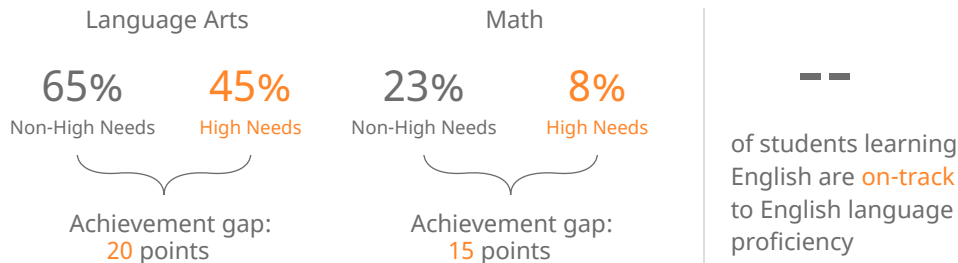 Language Arts
65%
Non-High Needs
45%
High Needs
Achievement gap:
20 points
Math
23%
Non-High Needs
8%
High Needs
Achievement gap:
15 points
--
of students learning
English are on-track
to English language
proficiency